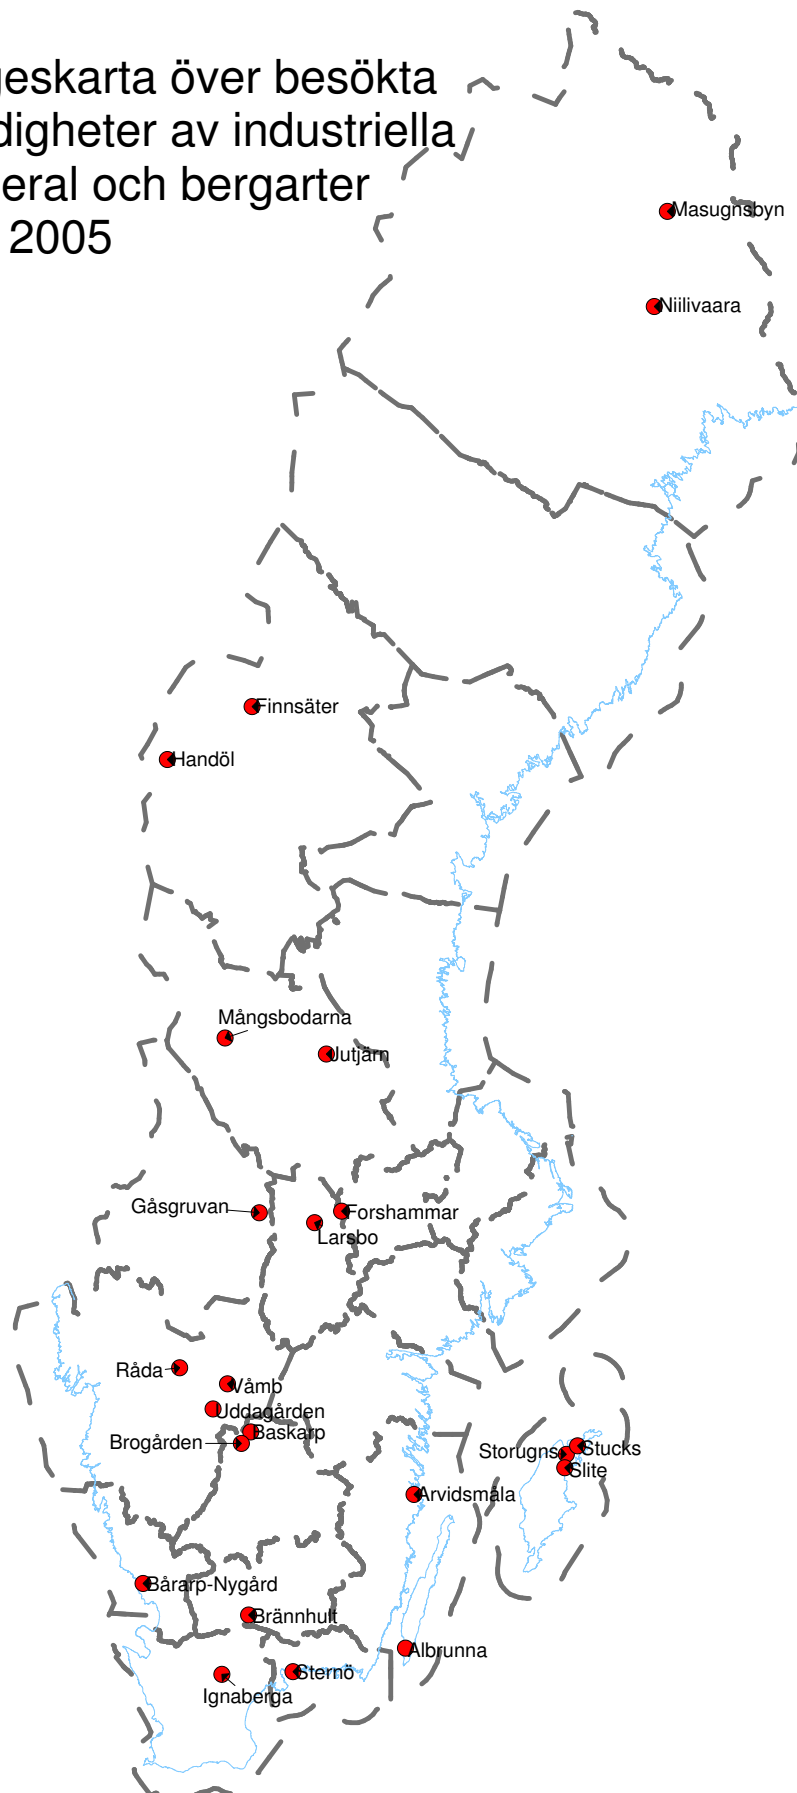 geskarta över besökta
digheter av industriella
eral och bergarter
2005
Masugnsbyn
Niilivaara
Finnsäter
Handöl
Mångsbodarna
Jutjärn
Gåsgruvan
Forshammar
Larsbo
Råda
Våmb
Uddagården
Baskarp
Brogården
Storugns
Stucks
Slite
Arvidsmåla
Bårarp-Nygård
Brännhult
Albrunna
Sternö
Ignaberga